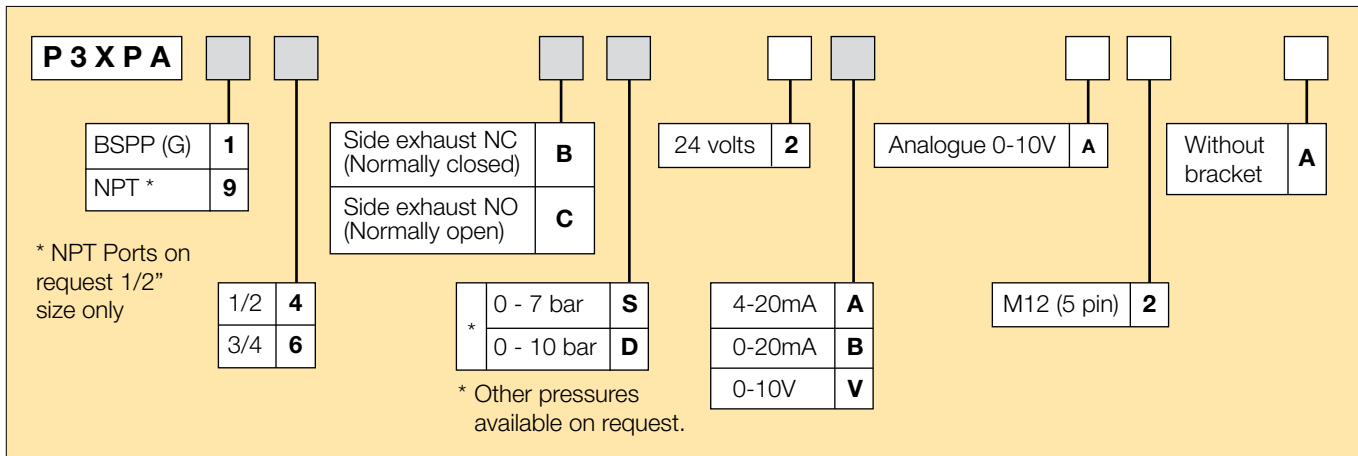 P3XPA
BSPP (G) 1
NPT * 9
* NPT Ports on
request 1/2”
size only
1/2 4
3/4 6
Side exhaust NC
(Normally closed) B
Side exhaust NO
(Normally open) C
* 0 - 7 bar S
0 - 10 bar D
* Other pressures
available on request.
24 volts 2
4-20mA A
0-20mA B
0-10V V
Analogue 0-10V A
M12 (5 pin) 2
Without
bracket A